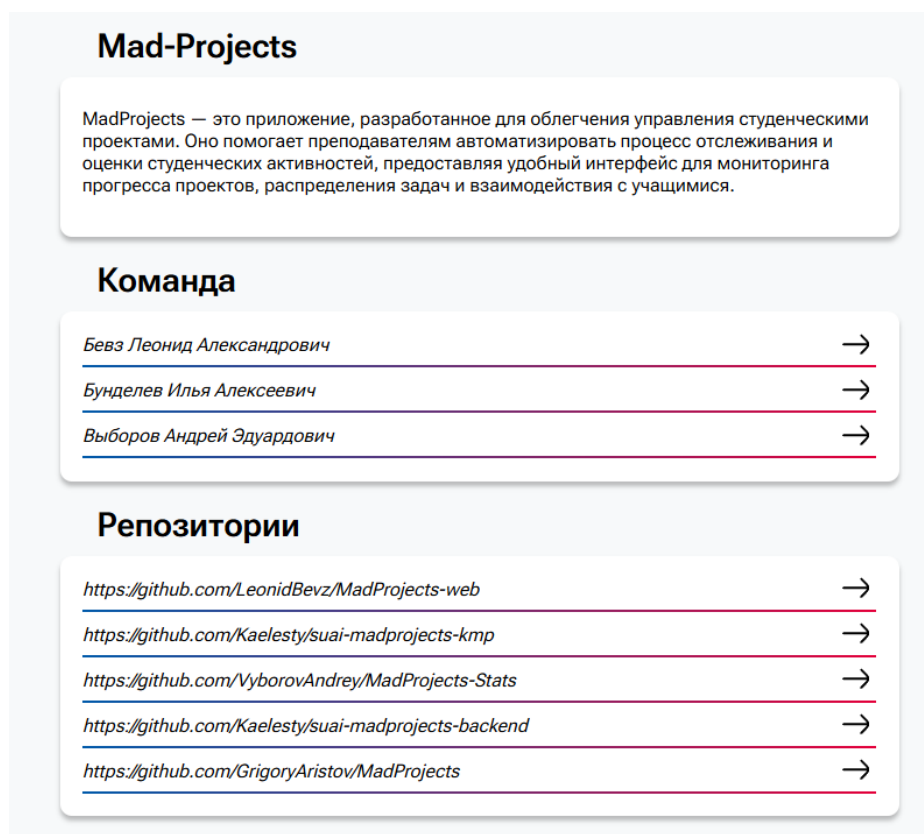 Mad-Projects
MadProjects — это приложение, разработанное для облегчения управления студенческими
проектами. Оно помогает преподавателям автоматизировать процесс отслеживания и
оценки студенческих активностей, предоставляя удобный интерфейс для мониторинга
прогресса проектов, распределения задач и взаимодействия с учащимися.
Команда
Бевз Леонид Александрович
Бунделев Илья Алексеевич
Выборов Андрей Эдуардович
Репозитории
https://github.com/LeonidBevz/MadProjects-web
https://github.com/Kaelesty/suai-madprojects-kmp
https://github.com/VyborovAndrey/MadProjects-Stats
https://github.com/Kaelesty/suai-madprojects-backend
https://github.com/GrigoryAristov/MadProjects